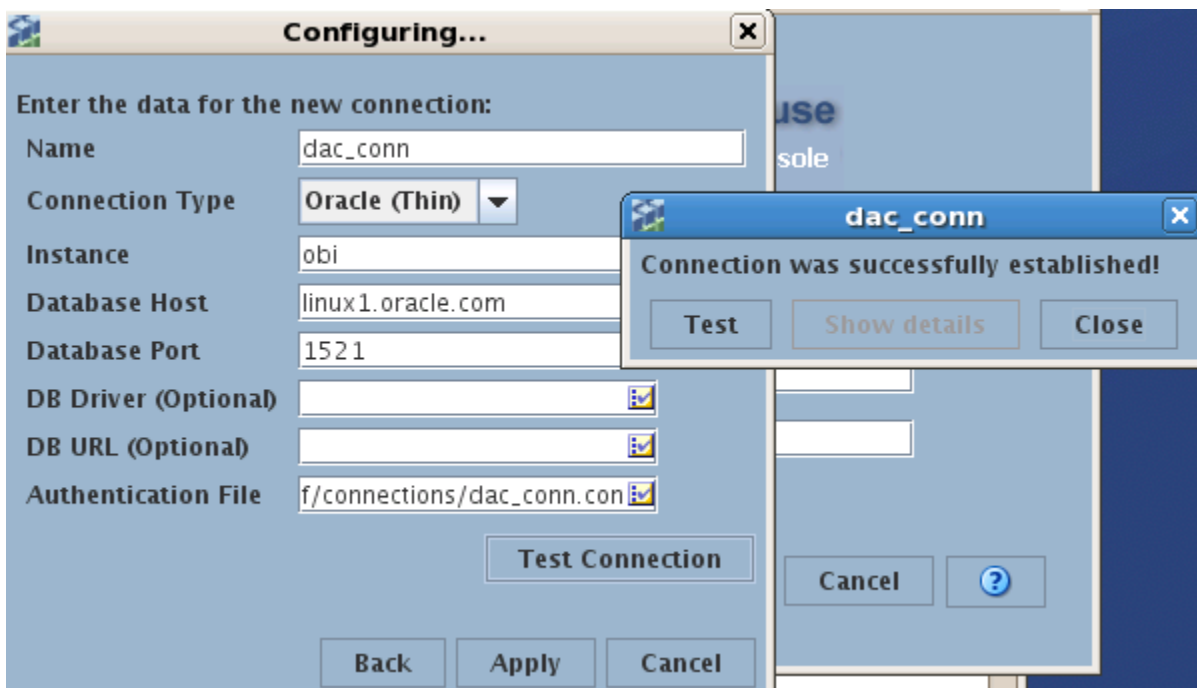 Configuring...
Enter the data for the new connection:
Name
dac_conn
Connection Type
Oracle (Thin)
Instance
obi
Database Host
linux1.oracle.com
Database Port
1521
DB Driver (Optional)
DB URL (Optional)
Authentication File
f/connections/dac_conn.con
Test Connection
Back
Apply
Cancel
use
sole
dac_conn
Connection was successfully established!
Test
Show details
Close
Cancel
?